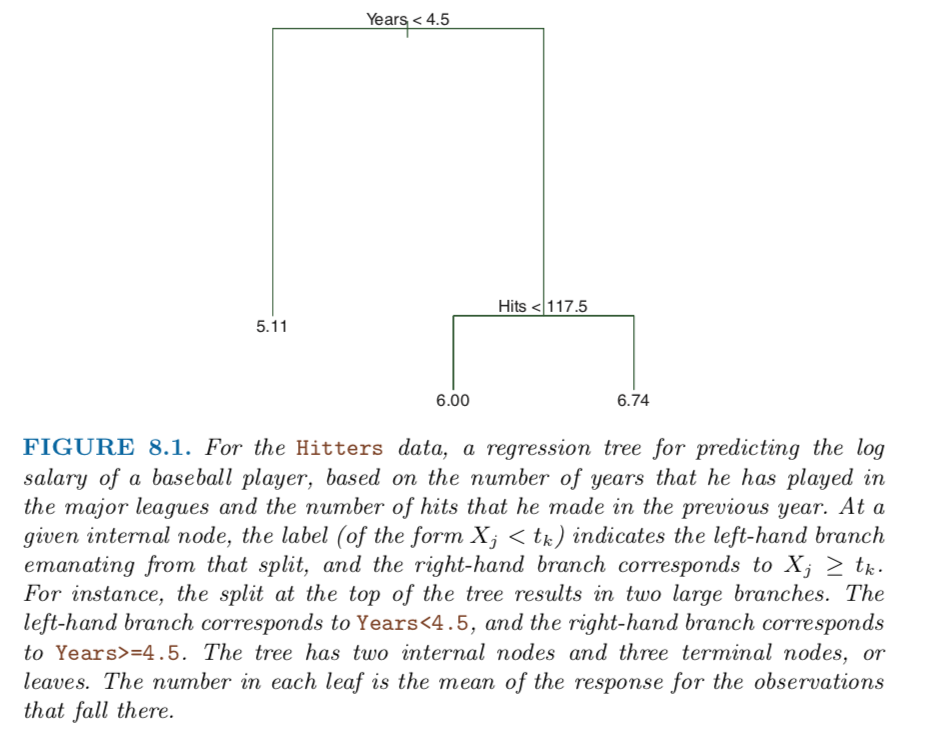 Years < 4.5
Hits < 117.5
5.11
6.00
6.74
FIGURE 8.1. For the Hitters data, a regression tree for predicting the log
salary of a baseball player, based on the number of years that he has played in
the major leagues and the number of hits that he made in the previous year. At a
given internal node, the label (of the form Xj < tk) indicates the left-hand branch
emanating from that split, and the right-hand branch corresponds to Xj ≥ tk.
For instance, the split at the top of the tree results in two large branches. The
left-hand branch corresponds to Years<4.5, and the right-hand branch corresponds
to Years>=4.5. The tree has two internal nodes and three terminal nodes, or
leaves. The number in each leaf is the mean of the response for the observations
that fall there.